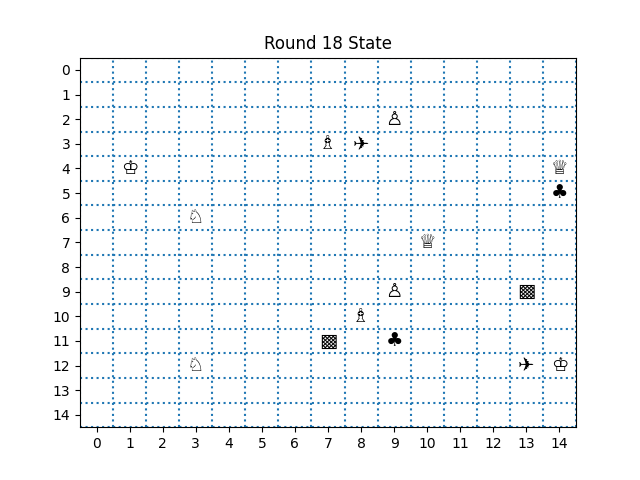 Round 18 State
0
1
2 ♙
3 ♗ ✈
4 ♔ ♕
5 ♣
6 ♘
7 ♕
8
9 ♙ ▩
10 ♗
11 ▩ ♣
12 ♘ ✈ ♔
13
14
0 1 2 3 4 5 6 7 8 9 10 11 12 13 14